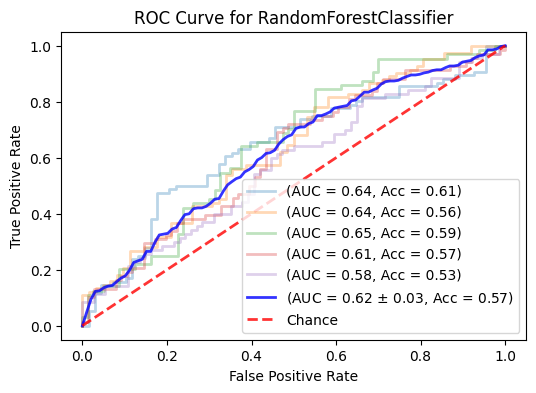 ROC Curve for RandomForestClassifier
True Positive Rate
1.0
0.8
0.6
0.4
0.2
0.0
(AUC = 0.64, Acc = 0.61)
(AUC = 0.64, Acc = 0.56)
(AUC = 0.65, Acc = 0.59)
(AUC = 0.61, Acc = 0.57)
(AUC = 0.58, Acc = 0.53)
(AUC = 0.62 ± 0.03, Acc = 0.57)
Chance
0.0 0.2 0.4 0.6 0.8 1.0
False Positive Rate